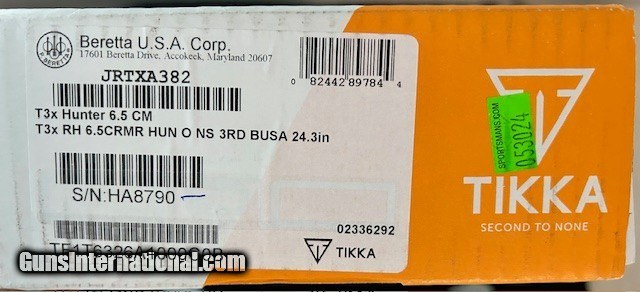 BERETTA
Beretta U.S.A. Corp.
17601 Beretta Drive, Accokeek, Maryland 20607
JRTXA382
0 82442 89784 4
T3x Hunter 6.5 CM
T3x RH 6.5CRMR HUN O NS 3RD BUSA 24.3in
S/N:HA8790
02336292
TIKKA
SPORTSMANS.COM
053024
TIKKA
SECOND TO NONE
GunsInternational.com